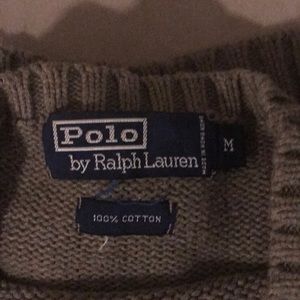 Polo
by Ralph Lauren
M
100% COTTON